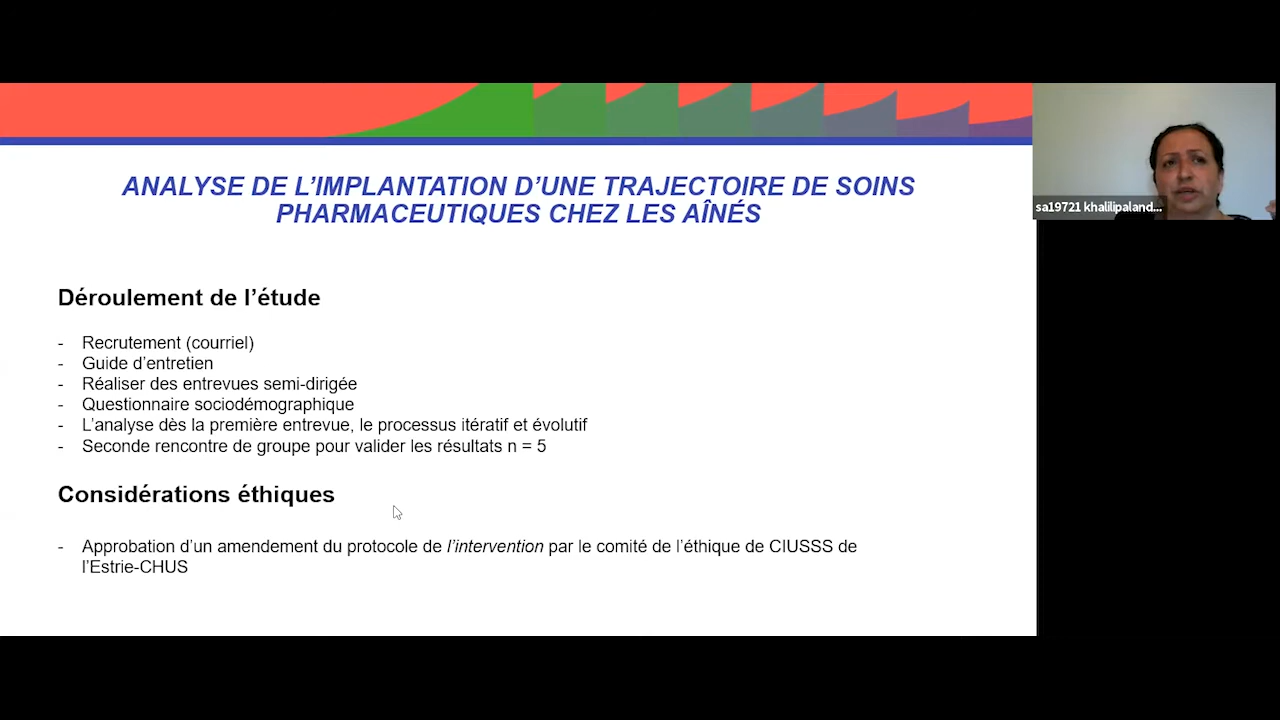 ANALYSE DE L’IMPLANTATION D’UNE TRAJECTOIRE DE SOINS
PHARMACEUTIQUES CHEZ LES AÎNÉS
sa19721 khalilipaland...
Déroulement de l’étude
- Recrutement (courriel)
- Guide d’entretien
- Réaliser des entrevues semi-dirigée
- Questionnaire sociodémographique
- L’analyse dès la première entrevue, le processus itératif et évolutif
- Seconde rencontre de groupe pour valider les résultats n = 5
Considérations éthiques
- Approbation d’un amendement du protocole de l’intervention par le comité de l’éthique de CIUSSS de
l’Estrie-CHUS